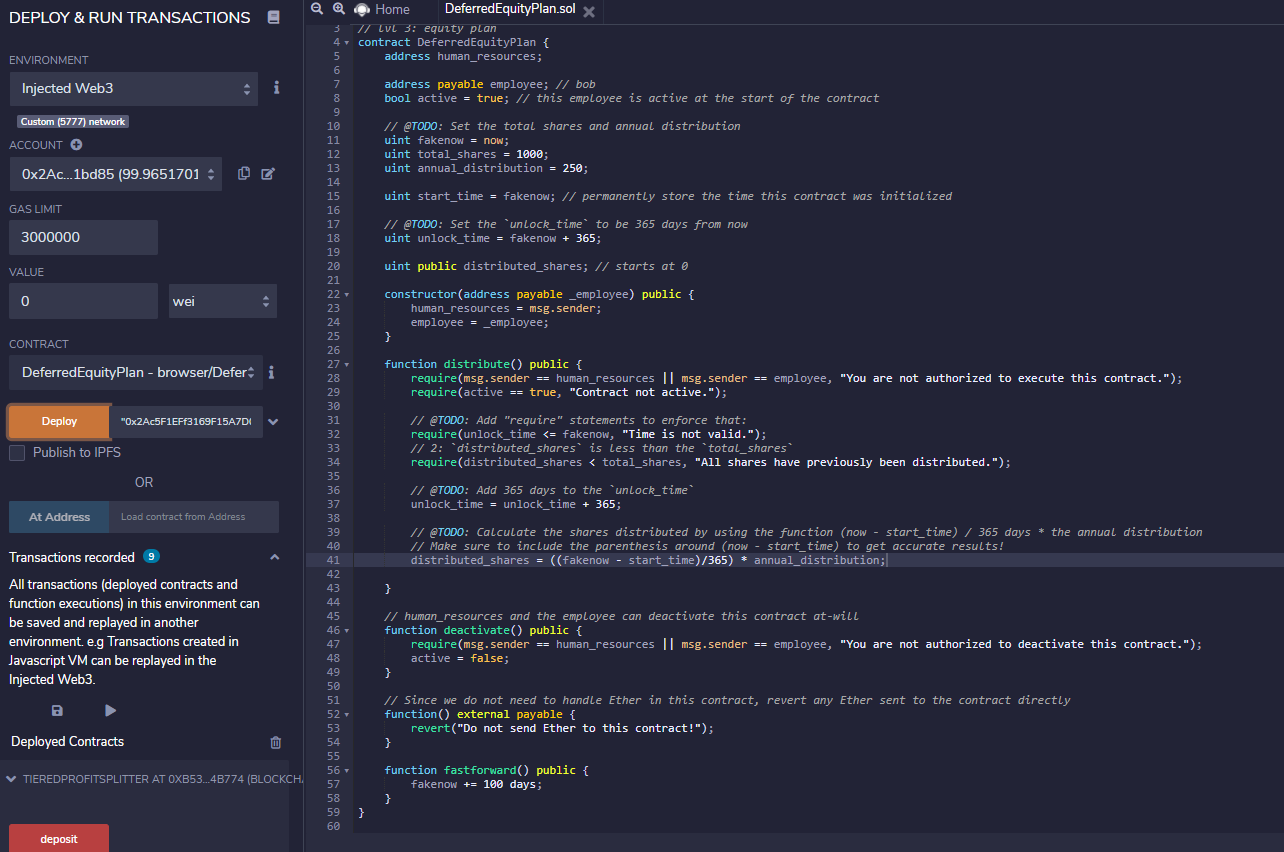 DEPLOY & RUN TRANSACTIONS
ENVIRONMENT
Injected Web3
Custom (5777) network
ACCOUNT
0x2Ac...1bd85 (99.9651701
GAS LIMIT
3000000
VALUE
0
wei
CONTRACT
DeferredEquityPlan - browser/Defer
Deploy
"0x2Ac5F1EFf3169F15A7D(
Publish to IPFS
OR
At Address
Load contract from Address
Transactions recorded 9
All transactions (deployed contracts and
function executions) in this environment can
be saved and replayed in another
environment. e.g Transactions created in
Javascript VM can be replayed in the
Injected Web3.
Deployed Contracts
TIEREDPROFITSPLITTER AT 0XB53...4B774 (BLOCKCHA
deposit
Home
DeferredEquityPlan.sol
3 // lvl 3: equity plan
4 contract DeferredEquityPlan {
5 address human_resources;
6
7 address payable employee; // bob
8 bool active = true; // this employee is active at the start of the contract
9
10 // @TODO: Set the total shares and annual distribution
11 uint fakenow = now;
12 uint total_shares = 1000;
13 uint annual_distribution = 250;
14
15 uint start_time = fakenow; // permanently store the time this contract was initialized
16
17 // @TODO: Set the `unlock_time` to be 365 days from now
18 uint unlock_time = fakenow + 365;
19
20 uint public distributed_shares; // starts at 0
21
22 constructor(address payable _employee) public {
23 human_resources = msg.sender;
24 employee = _employee;
25 }
26
27 function distribute() public {
28 require(msg.sender == human_resources || msg.sender == employee, "You are not authorized to execute this contract.");
29 require(active == true, "Contract not active.");
30
31 // @TODO: Add "require" statements to enforce that:
32 require(unlock_time <= fakenow, "Time is not valid.");
33 // 2: `distributed_shares` is less than the `total_shares`
34 require(distributed_shares < total_shares, "All shares have previously been distributed.");
35
36 // @TODO: Add 365 days to the `unlock_time`
37 unlock_time = unlock_time + 365;
38
39 // @TODO: Calculate the shares distributed by using the function (now - start_time) / 365 days * the annual distribution
40 // Make sure to include the parenthesis around (now - start_time) to get accurate results!
41 distributed_shares = ((fakenow - start_time)/365) * annual_distribution;
42
43 }
44
45 // human_resources and the employee can deactivate this contract at-will
46 function deactivate() public {
47 require(msg.sender == human_resources || msg.sender == employee, "You are not authorized to deactivate this contract.");
48 active = false;
49 }
50
51 // Since we do not need to handle Ether in this contract, revert any Ether sent to the contract directly
52 function() external payable {
53 revert("Do not send Ether to this contract!");
54 }
55
56 function fastforward() public {
57 fakenow += 100 days;
58 }
59 }
60